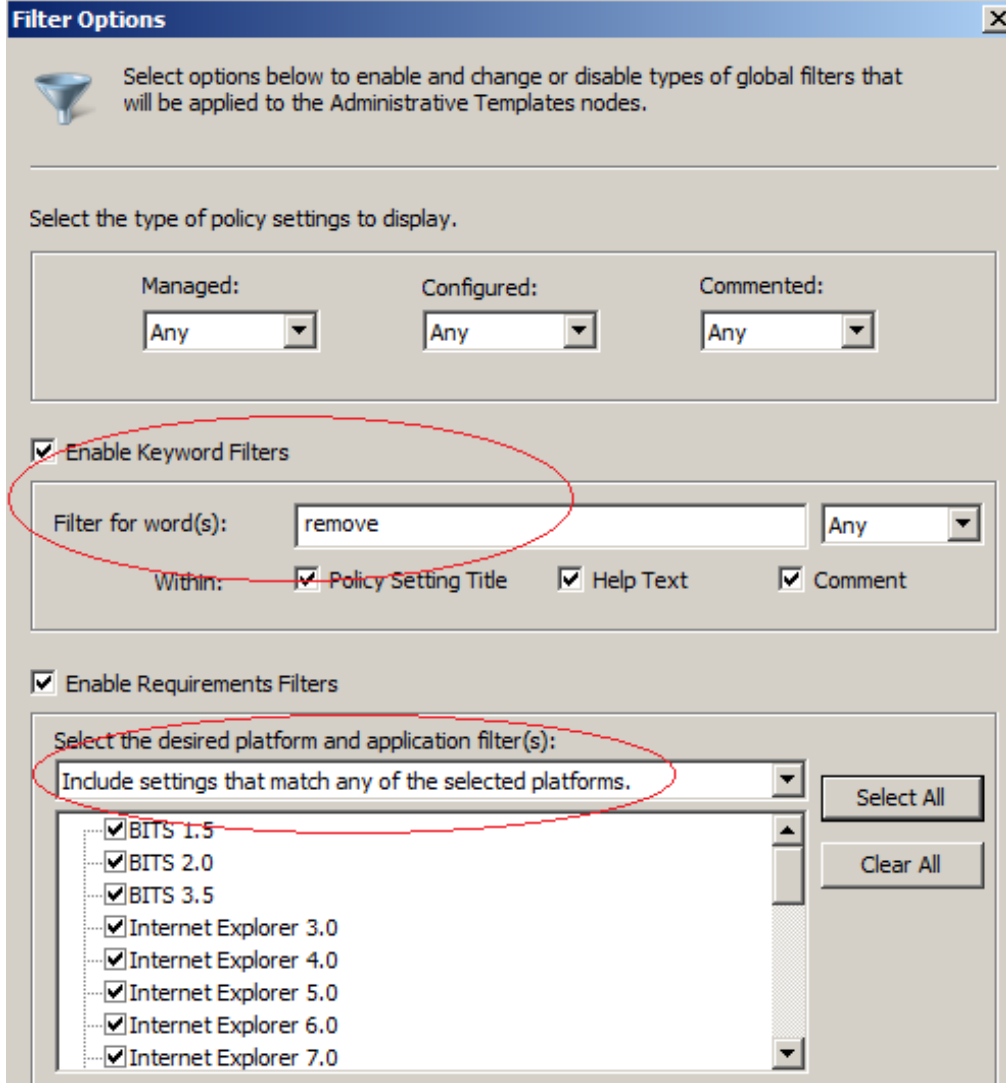 Filter Options
Select options below to enable and change or disable types of global filters that
will be applied to the Administrative Templates nodes.
Select the type of policy settings to display.
Managed: Configured: Commented:
Any Any Any
Enable Keyword Filters
Filter for word(s): remove Any
Within: Policy Setting Title Help Text Comment
Enable Requirements Filters
Select the desired platform and application filter(s):
Include settings that match any of the selected platforms.
Select All
BITS 1.5
BITS 2.0
Clear All
BITS 3.5
Internet Explorer 3.0
Internet Explorer 4.0
Internet Explorer 5.0
Internet Explorer 6.0
Internet Explorer 7.0